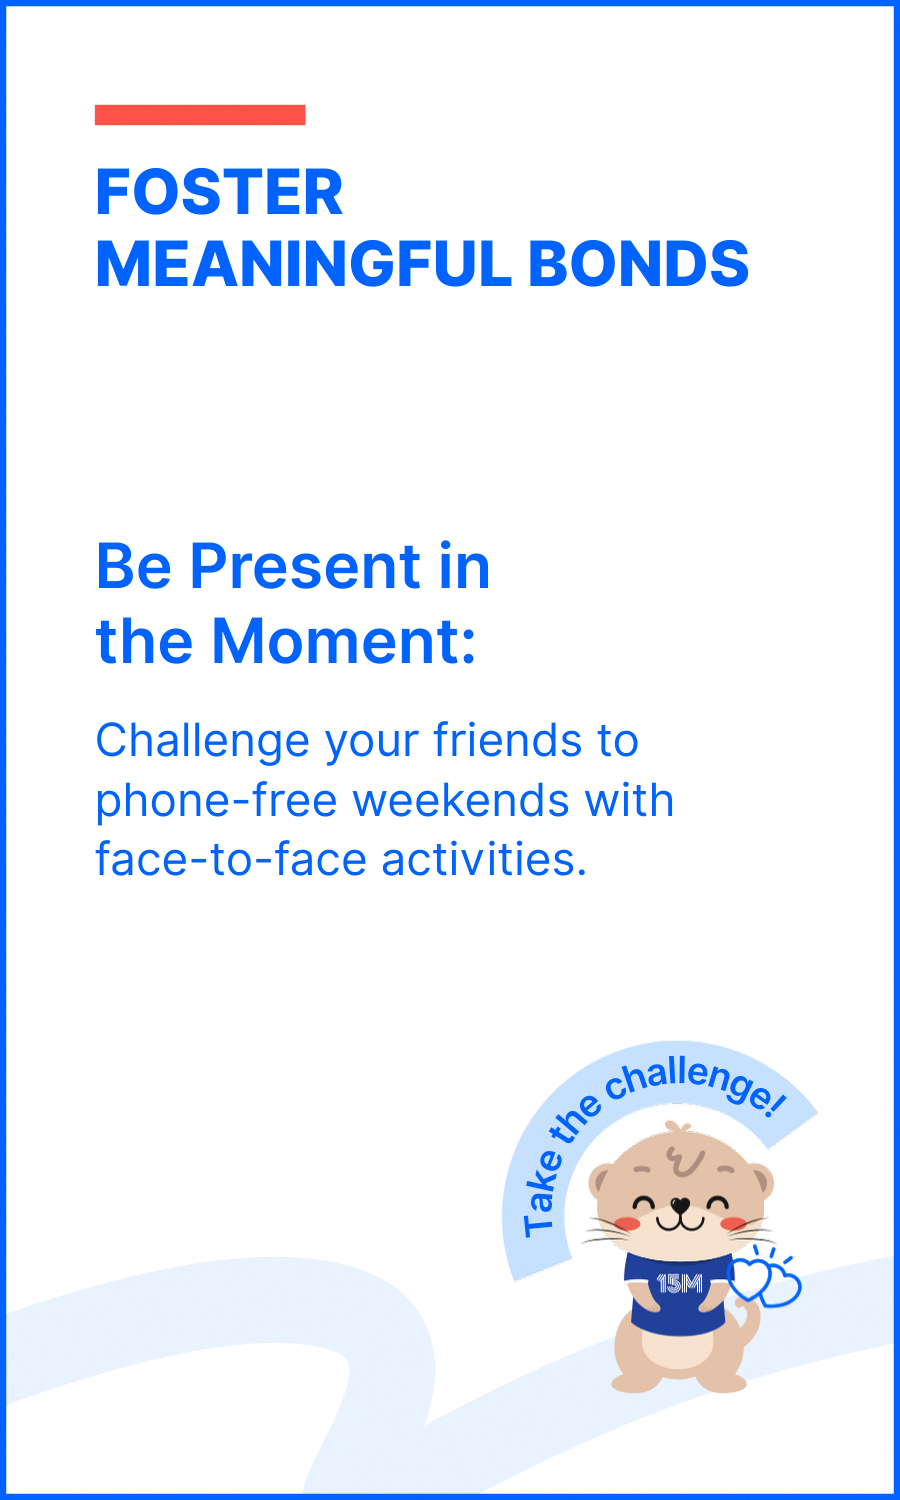 FOSTER
MEANINGFUL BONDS
Be Present in
the Moment:
Challenge your friends to
phone-free weekends with
face-to-face activities.
Take the challenge!
15M